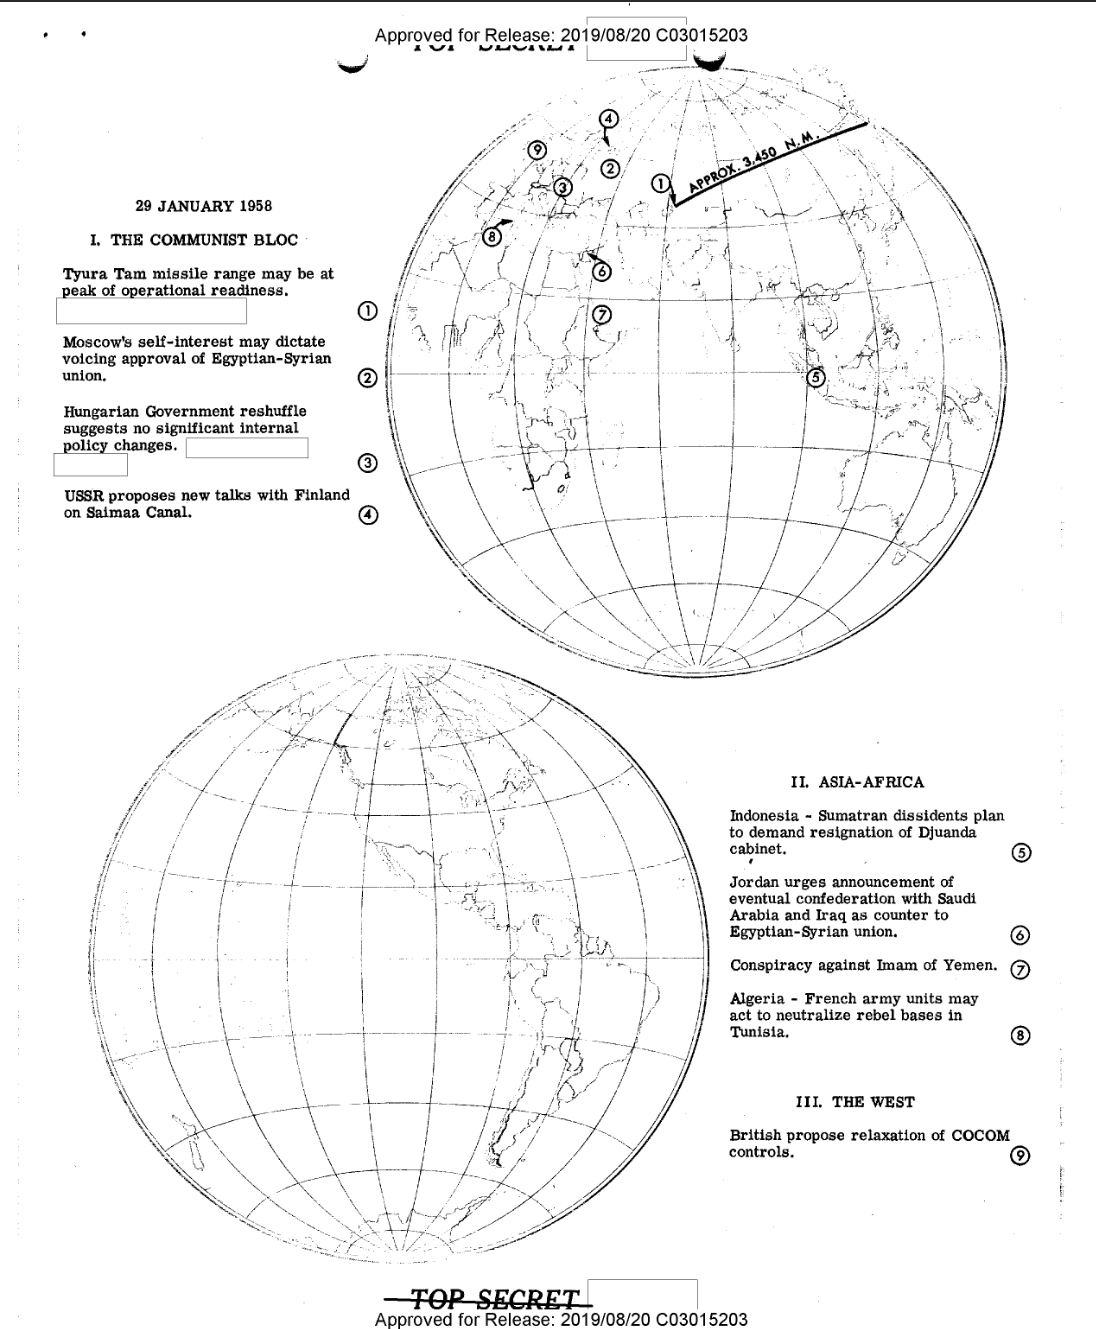 Approved for Release: 2019/08/20 C03015203
TOP SECRET
29 JANUARY 1958
I. THE COMMUNIST BLOC
Tyura Tam missile range may be at
peak of operational readiness.
①
Moscow's self-interest may dictate
voicing approval of Egyptian-Syrian
union.
②
Hungarian Government reshuffle
suggests no significant internal
policy changes.
③
USSR proposes new talks with Finland
on Saimaa Canal.
④
④
⑨
②
③
①
APPROX. 3,450 N.M.
⑧
⑥
⑦
⑤
II. ASIA-AFRICA
Indonesia - Sumatran dissidents plan
to demand resignation of Djuanda
cabinet.
⑤
Jordan urges announcement of
eventual confederation with Saudi
Arabia and Iraq as counter to
Egyptian-Syrian union.
⑥
Conspiracy against Imam of Yemen. ⑦
Algeria - French army units may
act to neutralize rebel bases in
Tunisia.
⑧
III. THE WEST
British propose relaxation of COCOM
controls.
⑨
TOP SECRET
Approved for Release: 2019/08/20 C03015203